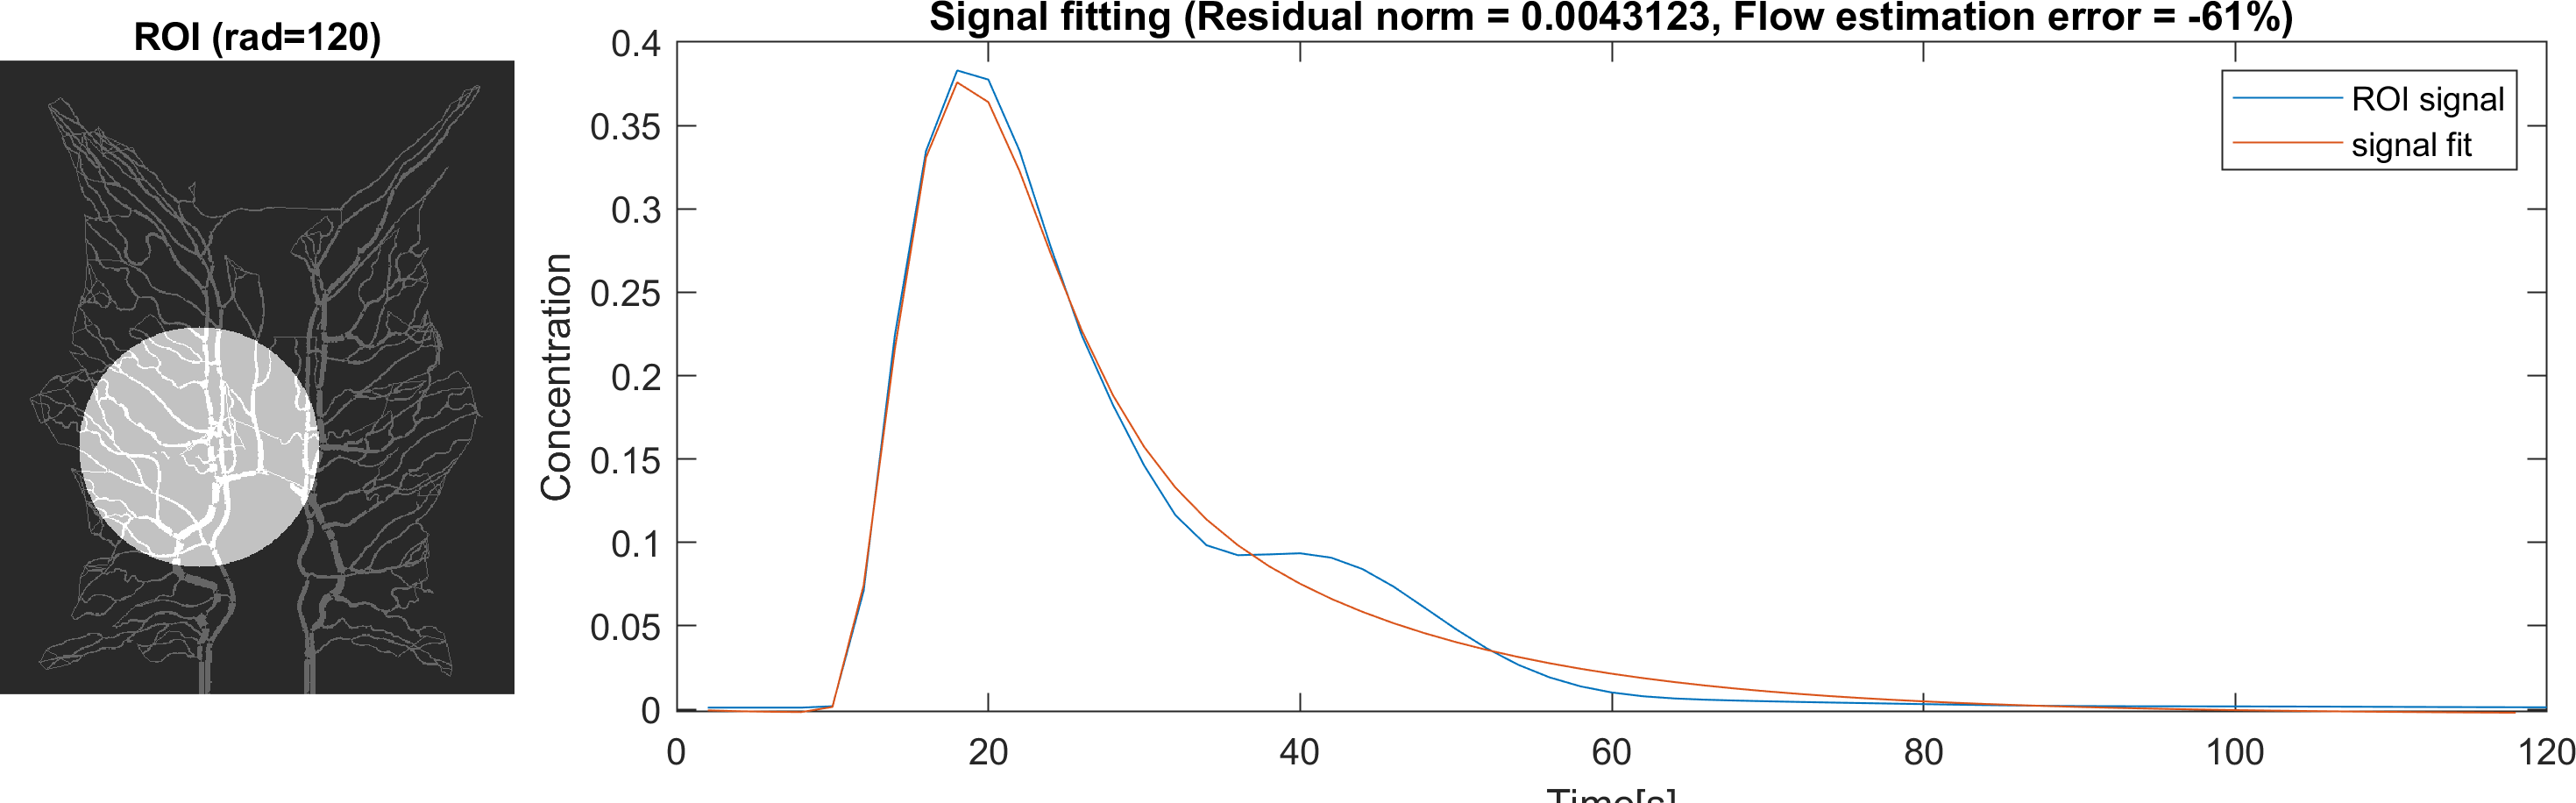 ROI (rad=120)
Signal fitting (Residual norm = 0.0043123, Flow estimation error = -61%)
0.4
0.35
0.3
0.25
0.2
0.15
0.1
0.05
0
Concentration
ROI signal
signal fit
0 20 40 60 80 100 120
Time[s]